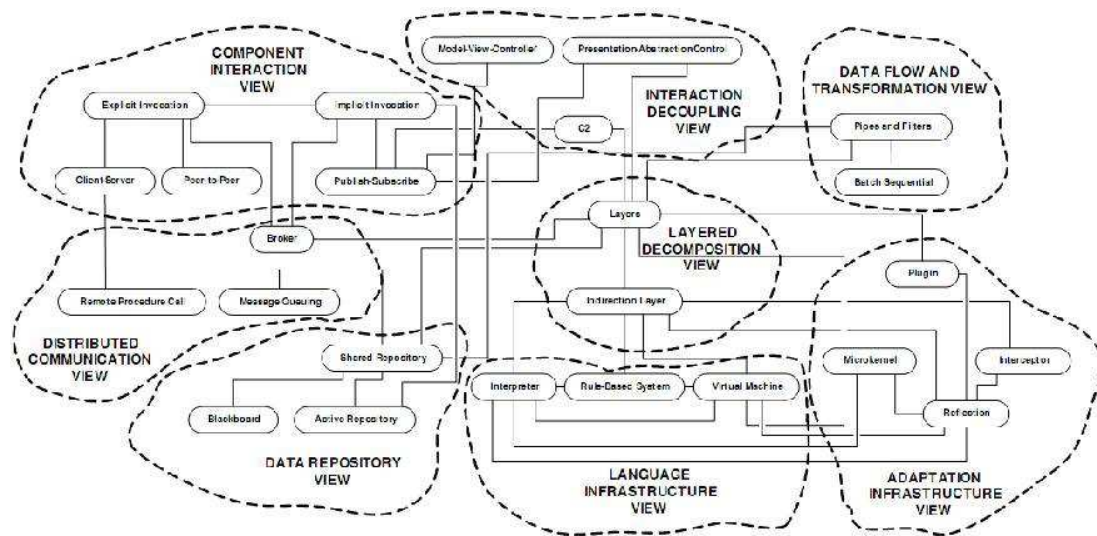 Model-View-Controller
Presentation-Abstraction-Control
COMPONENT
INTERACTION
VIEW
INTERACTION
DECOUPLING
VIEW
DATA FLOW AND
TRANSFORMATION VIEW
Explicit Invocation
Implicit Invocation
C2
Pipes and Filters
Client-Server
Peer-to-Peer
Publish-Subscribe
Batch Sequential
Layers
LAYERED
DECOMPOSITION
VIEW
Broker
Plugin
Remote Procedure Call
Message Queuing
Indirection Layer
DISTRIBUTED
COMMUNICATION
VIEW
Shared Repository
Microkernel
Interceptor
Interpreter
Rule-Based System
Virtual Machine
Blackboard
Active Repository
Reflection
DATA REPOSITORY
VIEW
LANGUAGE
INFRASTRUCTURE
VIEW
ADAPTATION
INFRASTRUCTURE
VIEW